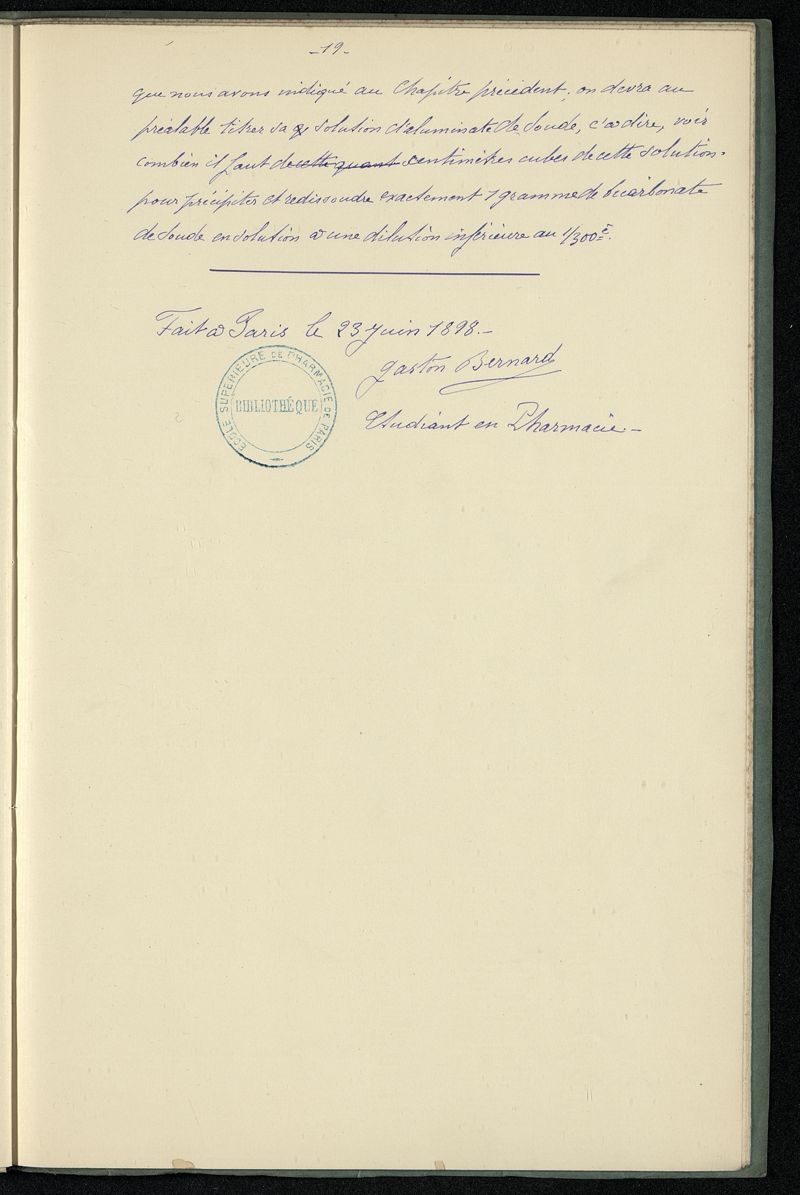 -19-
que nous avons indiqué au Chapitre précédent; on devra au
préalable titrer sa solution d'aluminate de soude, c'a dire, voir
combien il faut de cette quant centimètres cubes de cette solution
pour précipiter et redissoudre exactement 1 gramme de bicarbonate
de soude en solution à une dilution inférieure au 1/300e.
Fait à Paris le 23 Juin 1898.-
Gaston Bernard
Etudiant en Pharmacie-
ECOLE SUPERIEURE DE PHARMACIE DE PARIS
BIBLIOTHÉQUE